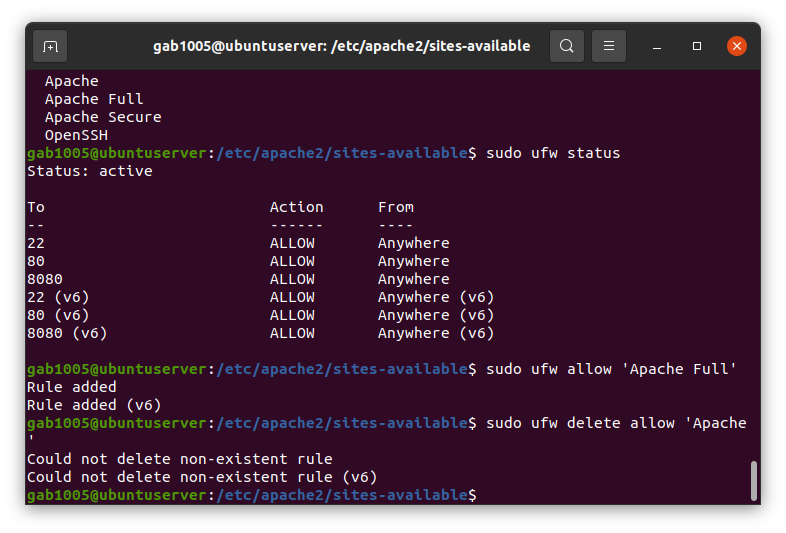 gab1005@ubuntuserver: /etc/apache2/sites-available
Apache
Apache Full
Apache Secure
OpenSSH
gab1005@ubuntuserver:/etc/apache2/sites-available$ sudo ufw status
Status: active
To                         Action      From
--                         ------      ----
22                         ALLOW       Anywhere
80                         ALLOW       Anywhere
8080                       ALLOW       Anywhere
22 (v6)                    ALLOW       Anywhere (v6)
80 (v6)                    ALLOW       Anywhere (v6)
8080 (v6)                  ALLOW       Anywhere (v6)
gab1005@ubuntuserver:/etc/apache2/sites-available$ sudo ufw allow 'Apache Full'
Rule added
Rule added (v6)
gab1005@ubuntuserver:/etc/apache2/sites-available$ sudo ufw delete allow 'Apache
'
Could not delete non-existent rule
Could not delete non-existent rule (v6)
gab1005@ubuntuserver:/etc/apache2/sites-available$